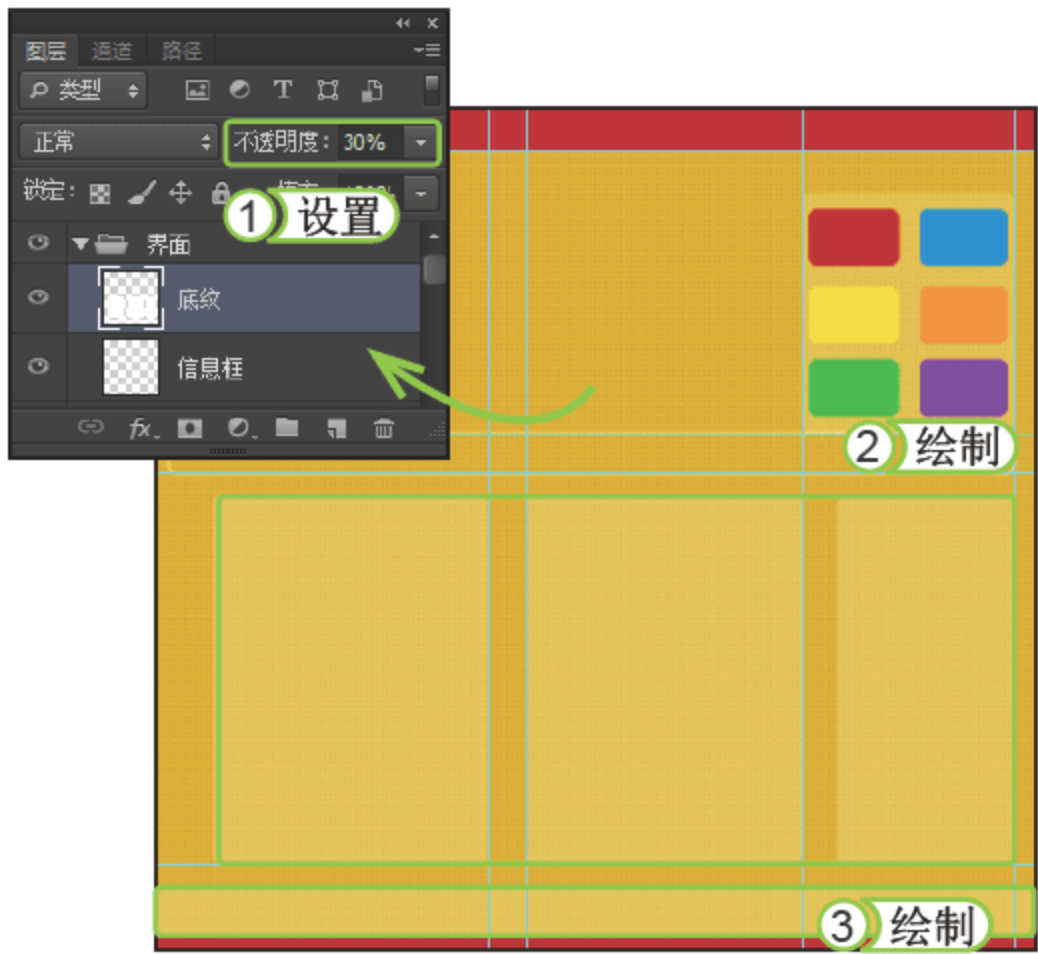 图层 通道 路径
类型 T
正常 不透明度: 30%
锁定:
1 设置
界面
底纹
信息框
fx
2 绘制
3 绘制